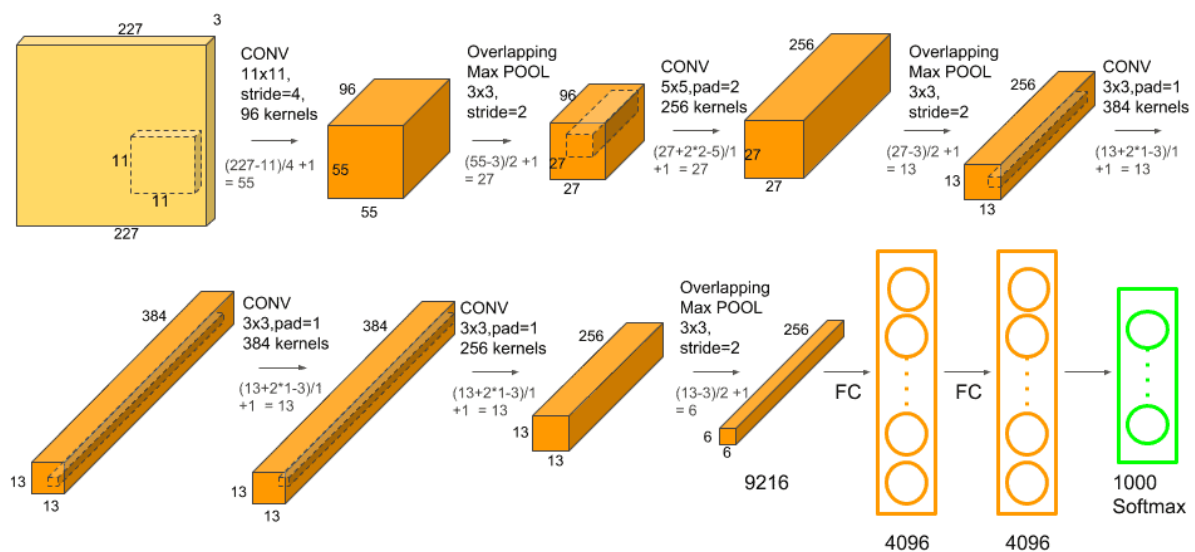 227
3
CONV
11x11,
stride=4,
96 kernels
(227-11)/4 +1
= 55
11
11
227
96
55
55
Overlapping
Max POOL
3x3,
stride=2
(55-3)/2 +1
= 27
96
27
27
CONV
5x5,pad=2
256 kernels
(27+2*2-5)/1
+1 = 27
256
27
27
Overlapping
Max POOL
3x3,
stride=2
(27-3)/2 +1
= 13
256
13
13
CONV
3x3,pad=1
384 kernels
(13+2*1-3)/1
+1 = 13
384
13
13
CONV
3x3,pad=1
384 kernels
(13+2*1-3)/1
+1 = 13
384
13
13
CONV
3x3,pad=1
256 kernels
(13+2*1-3)/1
+1 = 13
256
13
13
Overlapping
Max POOL
3x3,
stride=2
(13-3)/2 +1
= 6
256
6
6
9216
FC
4096
FC
4096
1000
Softmax